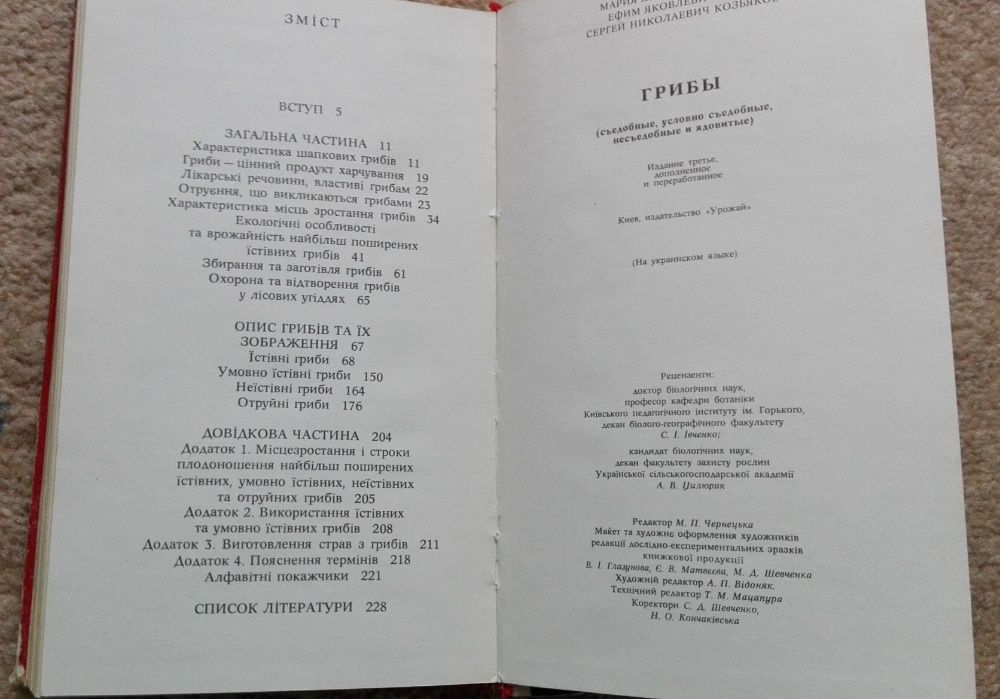 ЗМІСТ
ВСТУП 5
ЗАГАЛЬНА ЧАСТИНА 11
Характеристика шапкових грибів 11
Гриби — цінний продукт харчування 19
Лікарські речовини, властиві грибам 22
Отруєння, що викликаються грибами 23
Характеристика місць зростання грибів 34
Екологічні особливості
та врожайність найбільш поширених
їстівних грибів 41
Збирання та заготівля грибів 61
Охорона та відтворення грибів
у лісових угіддях 65
ОПИС ГРИБІВ ТА ЇХ
ЗОБРАЖЕННЯ 67
Їстівні гриби 68
Умовно їстівні гриби 150
Неїстівні гриби 164
Отруйні гриби 176
ДОВІДКОВА ЧАСТИНА 204
Додаток 1. Місцезростання і строки
плодоношення найбільш поширених
їстівних, умовно їстівних, неїстівних
та отруйних грибів 205
Додаток 2. Використання їстівних
та умовно їстівних грибів 208
Додаток 3. Виготовлення страв з грибів 211
Додаток 4. Пояснення термінів 218
Алфавітні покажчики 221
СПИСОК ЛІТЕРАТУРИ 228
МАРИЯ
ЕФИМ ЯКОВЛЕВИЧ
СЕРГЕЙ НИКОЛАЕВИЧ КОЗЬЯКОВ
ГРИБЫ
(съедобные, условно съедобные,
несъедобные и ядовитые)
Издание третье,
дополненное
и переработанное
Киев, издательство «Урожай»
(На украинском языке)
Рецензенти:
доктор біологічних наук,
професор кафедри ботаніки
Київського педагогічного інституту ім. Горького,
декан біолого-географічного факультету
С. І. Івченко;
кандидат біологічних наук,
декан факультету захисту рослин
Української сільськогосподарської академії
А. В. Цилюрик
Редактор М. П. Чернецька
Макет та художнє оформлення художників
редакції дослідно-експериментальних зразків
книжкової продукції
В. І. Глазунова, Є. В. Матвєєва, М. Д. Шевченка
Художній редактор А. П. Відоняк.
Технічний редактор Т. М. Мацапура
Коректори С. Д. Шевченко,
Н. О. Кончаківська